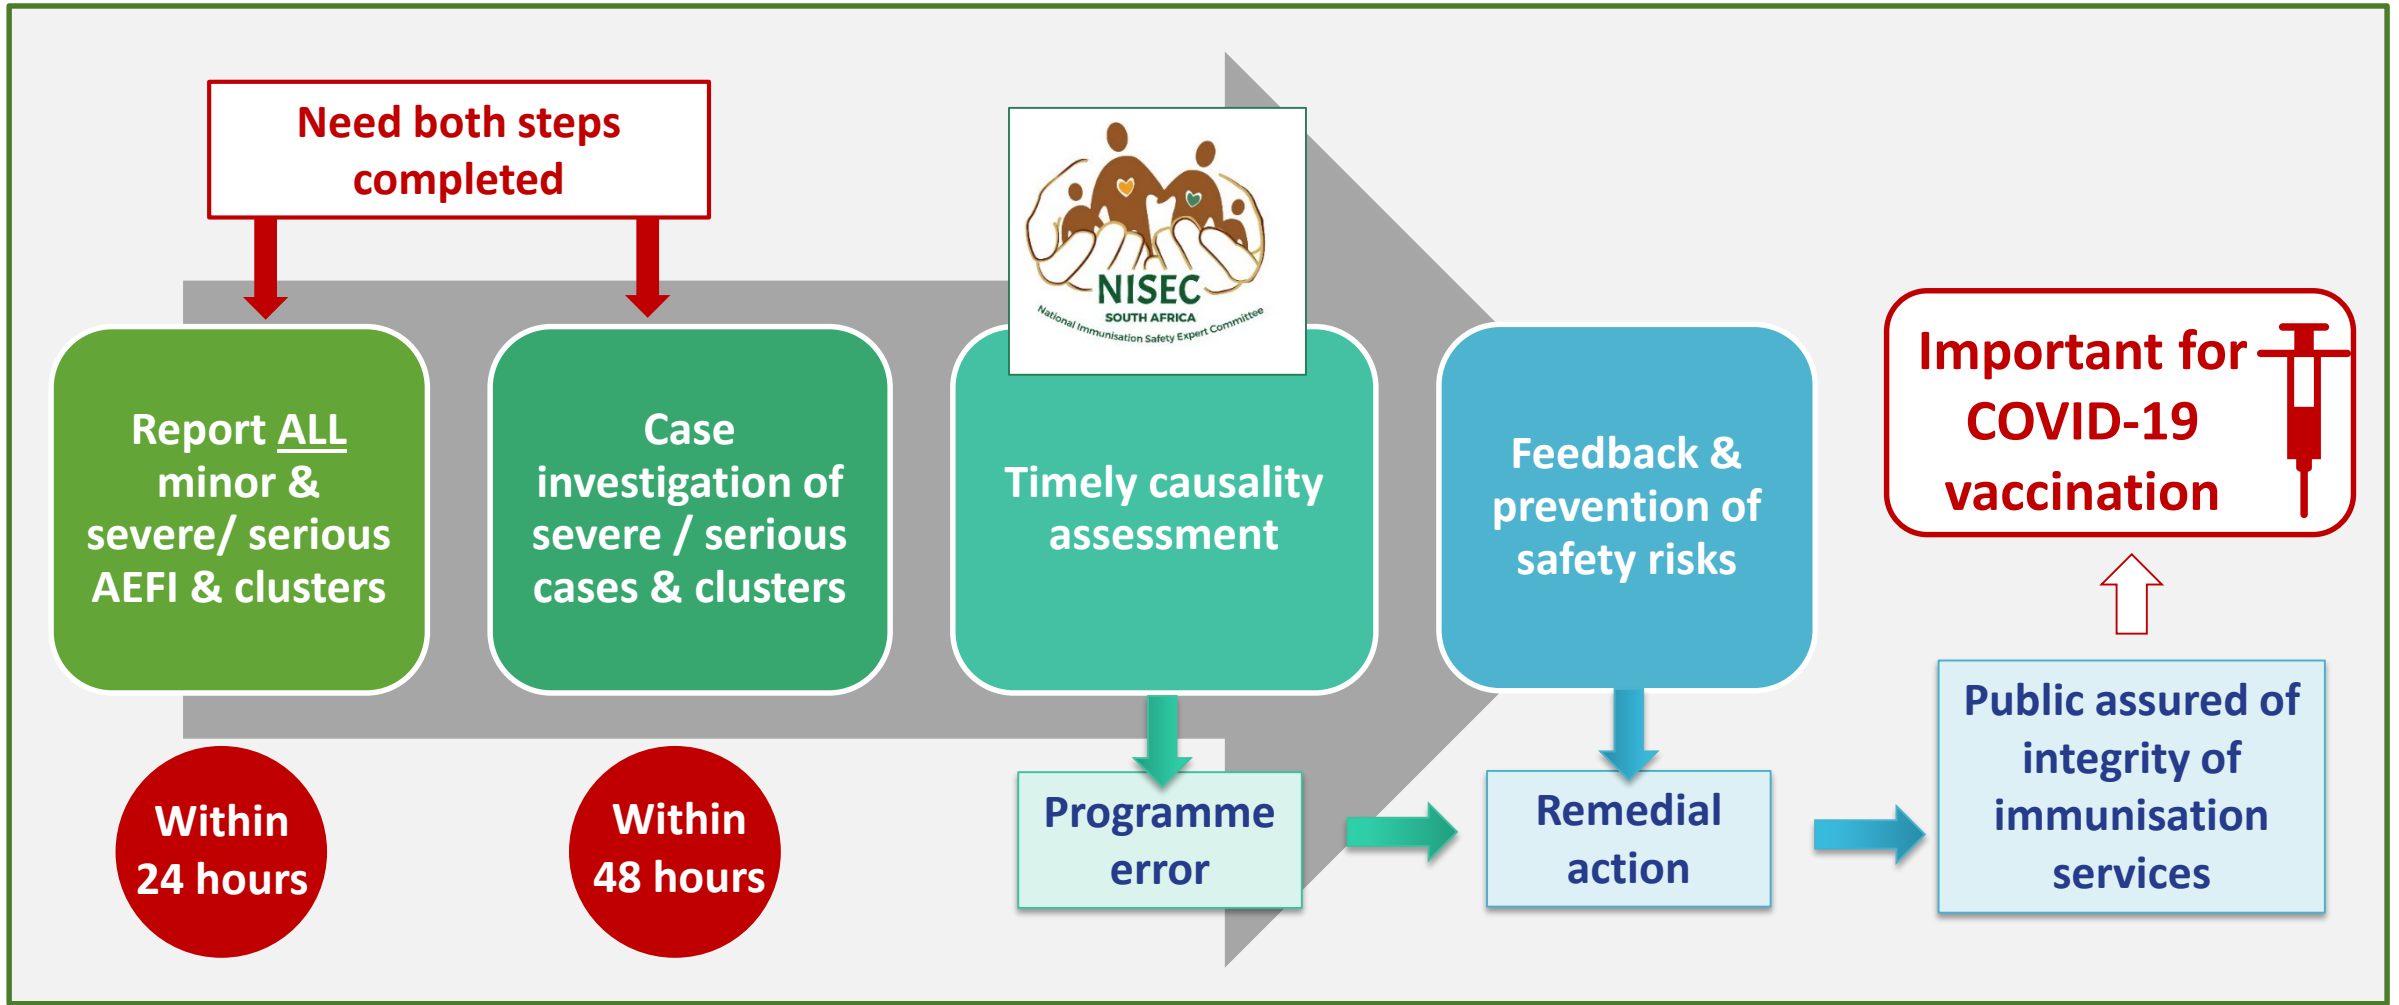 Need both steps
completed
NISEC
SOUTH AFRICA
National Immunisation Safety Expert Committee
Report ALL
minor &
severe/ serious
AEFI & clusters
Case
investigation of
severe / serious
cases & clusters
Timely causality
assessment
Feedback &
prevention of
safety risks
Important for
COVID-19
vaccination
Within
24 hours
Within
48 hours
Programme
error
Remedial
action
Public assured of
integrity of
immunisation
services